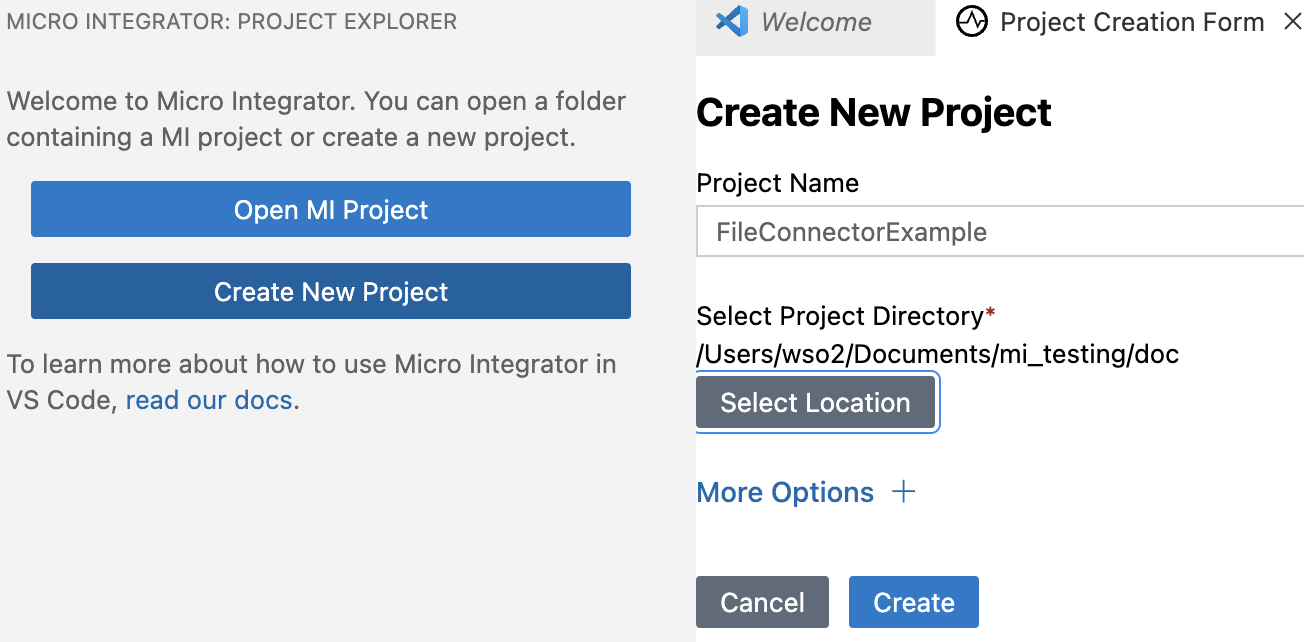 MICRO INTEGRATOR: PROJECT EXPLORER
Welcome to Micro Integrator. You can open a folder
containing a MI project or create a new project.
Open MI Project
Create New Project
To learn more about how to use Micro Integrator in
VS Code, read our docs.
Welcome
Project Creation Form
Create New Project
Project Name
FileConnectorExample
Select Project Directory*
/Users/wso2/Documents/mi_testing/doc
Select Location
More Options +
Cancel
Create